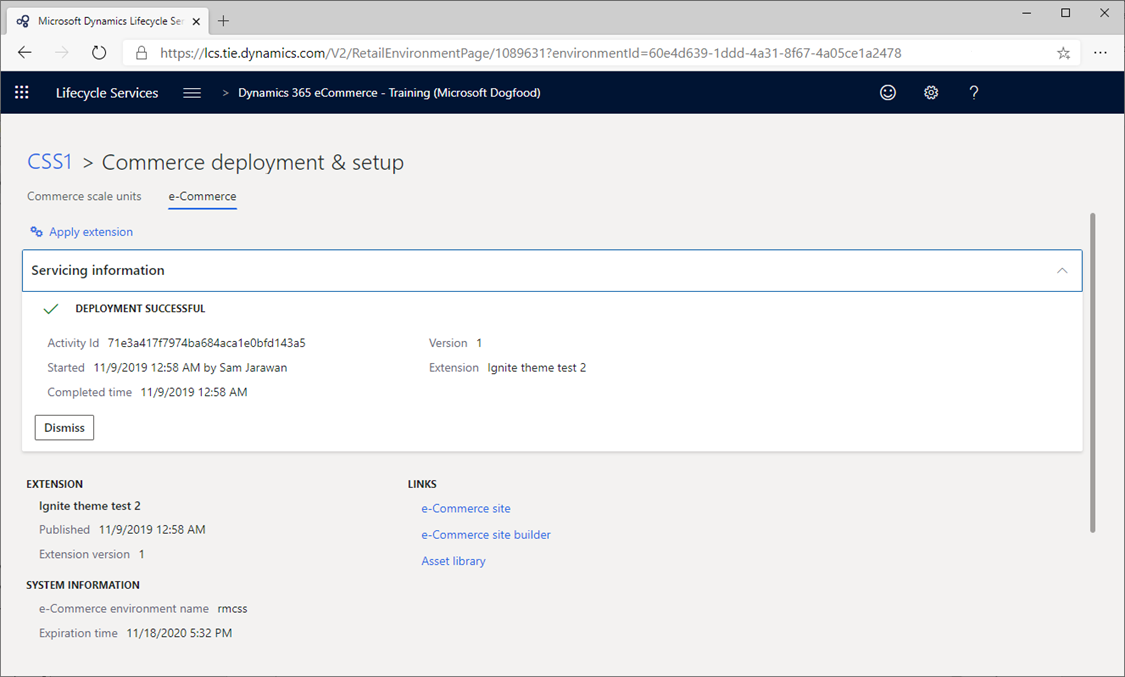 Microsoft Dynamics Lifecycle Ser
https://lcs.tie.dynamics.com/V2/RetailEnvironmentPage/1089631?environmentId=60e4d639-1ddd-4a31-8f67-4a05ce1a2478
Lifecycle Services > Dynamics 365 eCommerce - Training (Microsoft Dogfood) ?
CSS1 > Commerce deployment & setup
Commerce scale units e-Commerce
Apply extension
Servicing information
DEPLOYMENT SUCCESSFUL
Activity Id 71e3a417f7974ba684aca1e0bfd143a5 Version 1
Started 11/9/2019 12:58 AM by Sam Jarawan Extension Ignite theme test 2
Completed time 11/9/2019 12:58 AM
Dismiss
EXTENSION LINKS
Ignite theme test 2 e-Commerce site
Published 11/9/2019 12:58 AM e-Commerce site builder
Extension version 1 Asset library
SYSTEM INFORMATION
e-Commerce environment name rmcss
Expiration time 11/18/2020 5:32 PM